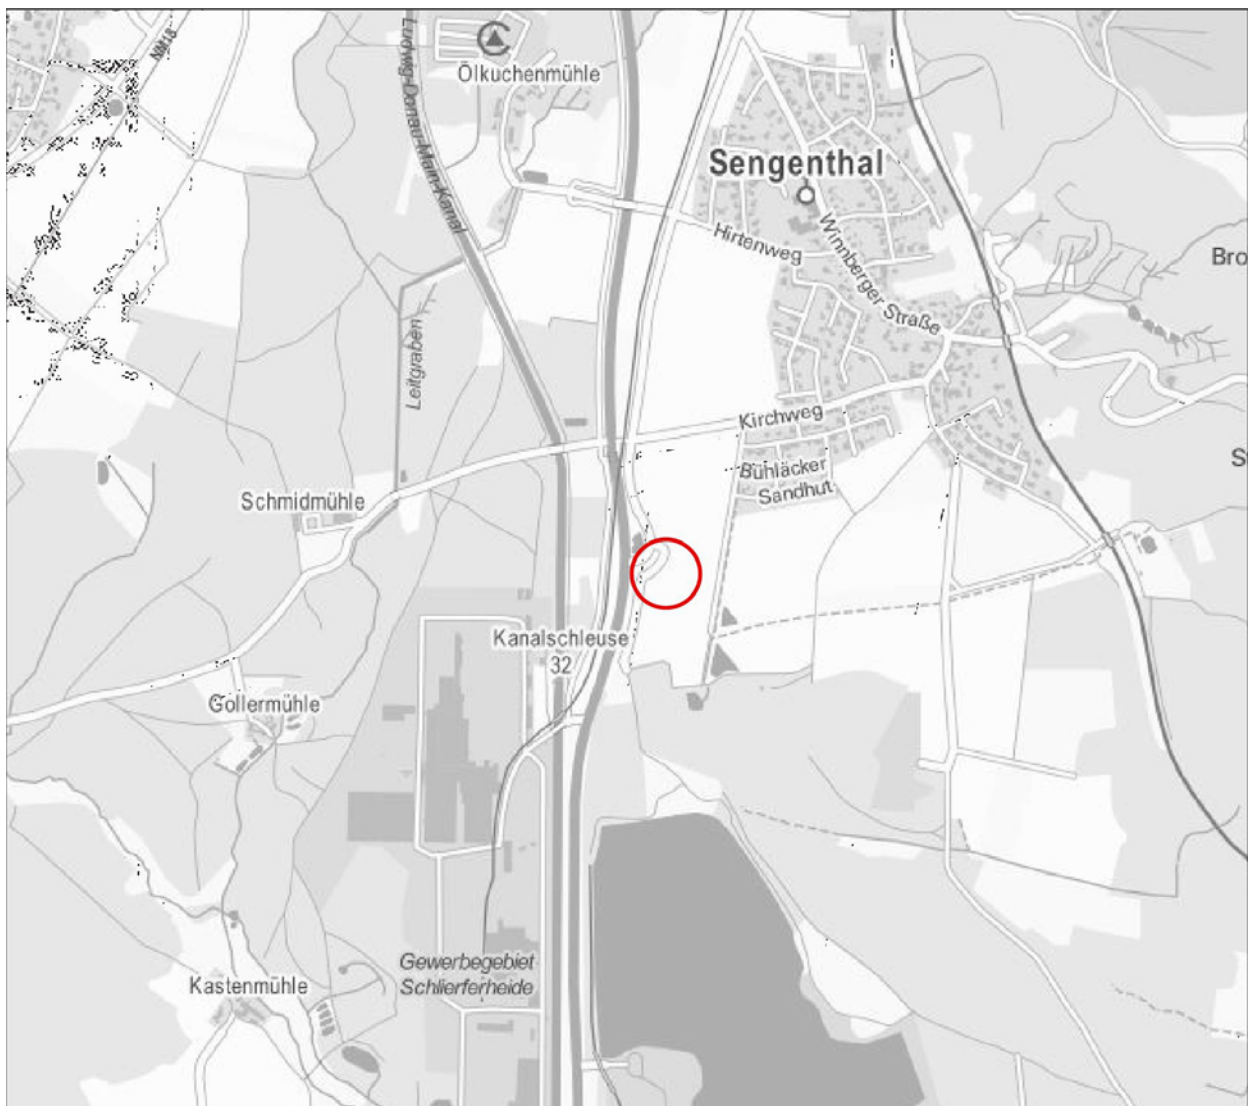 NM18
Ludwig-Donau-Main-Kanal
Ölkuchenmühle
Sengenthal
Hirtenweg
Winnberger Straße
Bro
Leitgraben
Kirchweg
Bühläcker
Sandhut
S
Schmidmühle
Kanalschleuse
32
Gollermühle
Gewerbegebiet
Schlierferheide
Kastenmühle